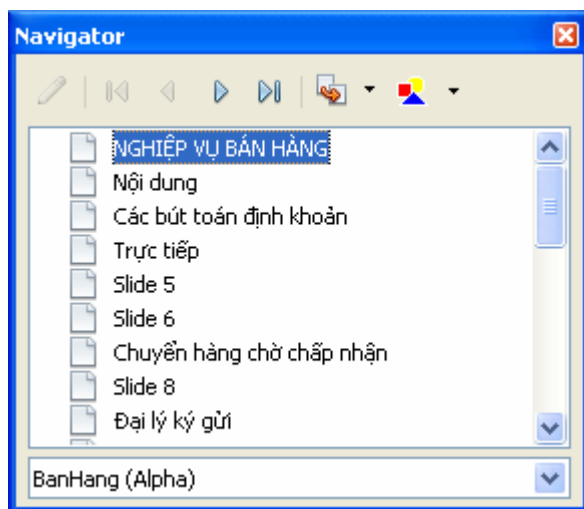 Navigator
NGHIỆP VỤ BÁN HÀNG
Nội dung
Các bút toán định khoản
Trực tiếp
Slide 5
Slide 6
Chuyển hàng chờ chấp nhận
Slide 8
Đại lý ký gửi
BanHang (Alpha)